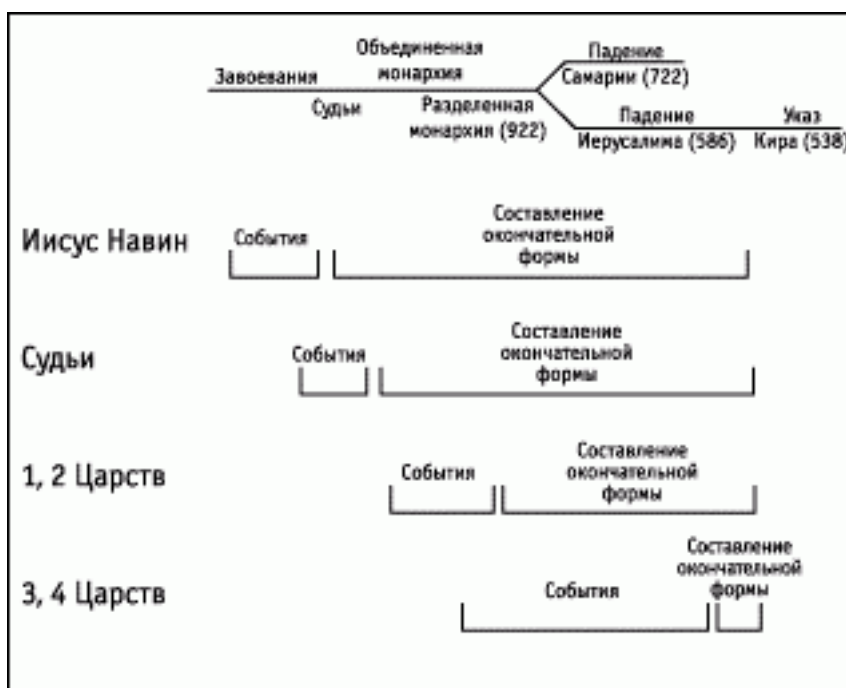 Объединенная
монархия
Падение
Завоевания
Самарии (722)
Судьи
Разделенная
монархия (922)
Падение
Иерусалима (586)
Указ
Кира (538)
Иисус Навин
События
Составление
окончательной
формы
Судьи
События
Составление
окончательной
формы
1, 2 Царств
События
Составление
окончательной
формы
3, 4 Царств
События
Составление
окончательной
формы